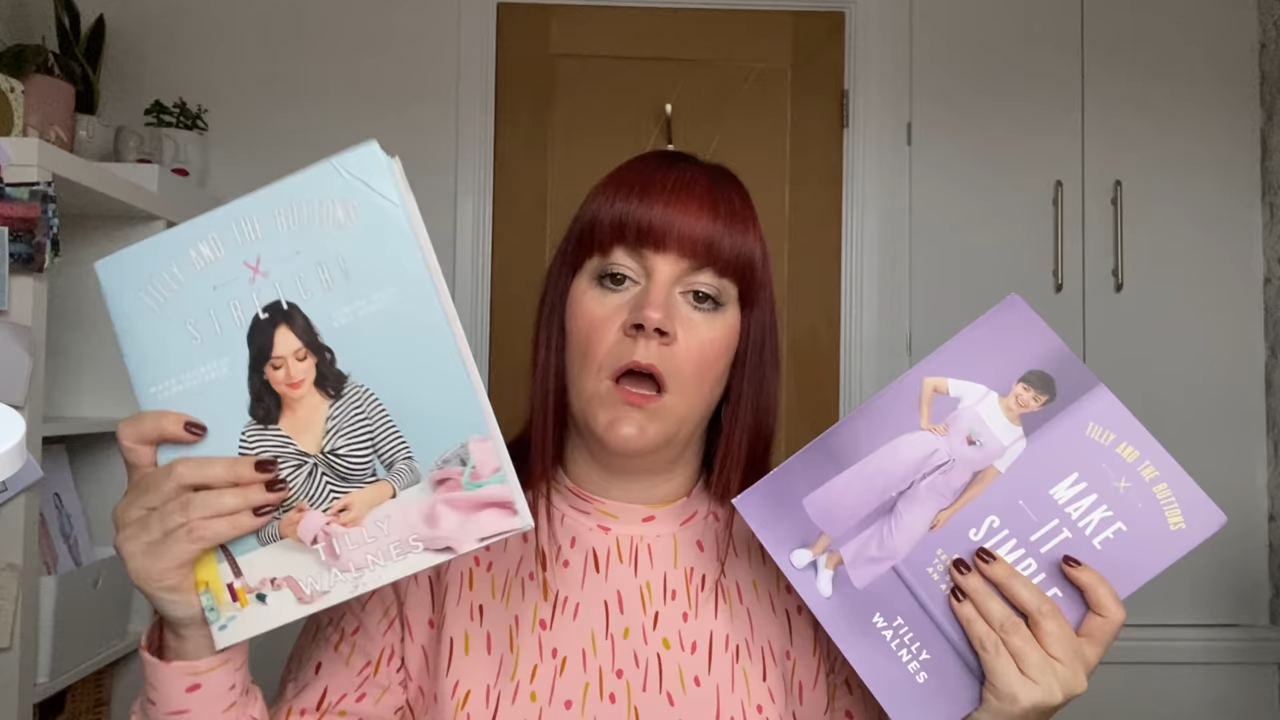 TILLY AND THE BUTTONS
STRETCH!
TILLY
WALNES
TILLY AND THE BUTTONS
MAKE
IT
SIMPLE
TILLY
WALNES